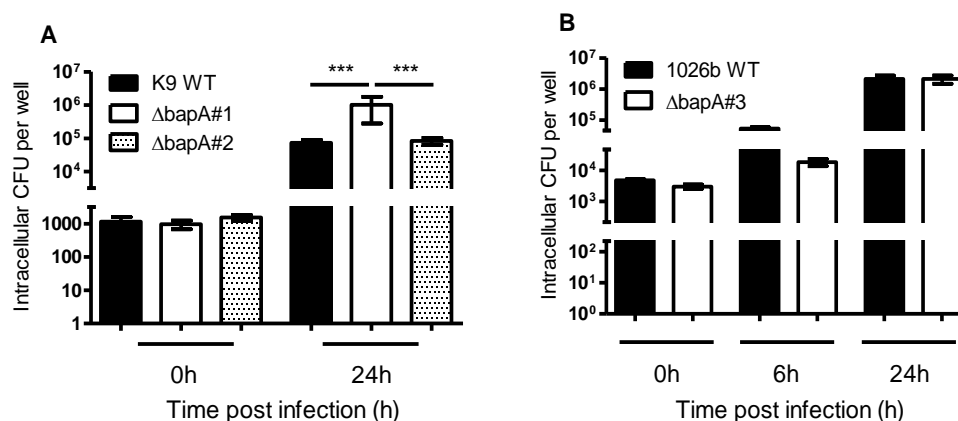 A
K9 WT
ΔbapA#1
ΔbapA#2
*** ***
Intracellular CFU per well
10⁷
10⁶
10⁵
10⁴
1000
100
10
1
0h 24h
Time post infection (h)
B
1026b WT
ΔbapA#3
Intracellular CFU per well
10⁷
10⁶
10⁵
10⁴
10³
10²
10¹
10⁰
0h 6h 24h
Time post infection (h)